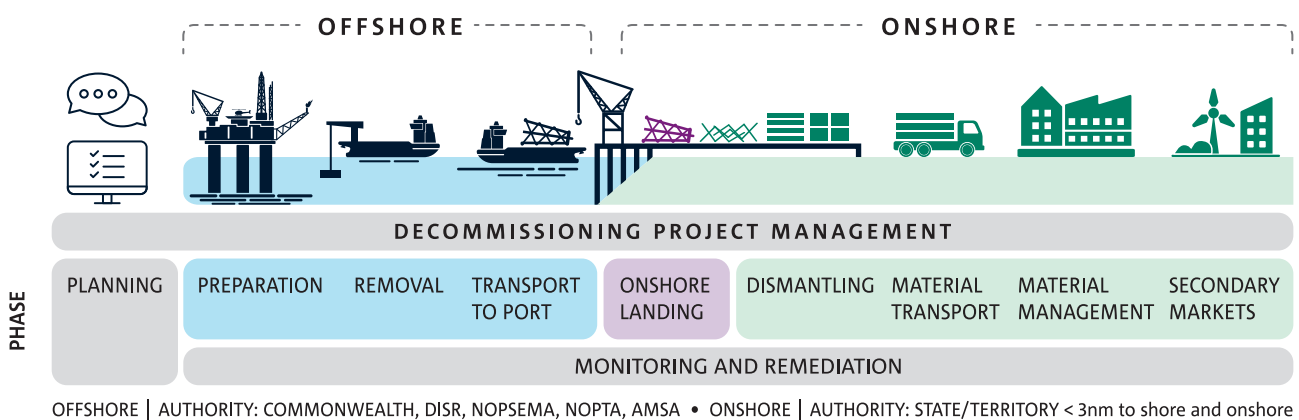 OFFSHORE
ONSHORE
DECOMMISSIONING PROJECT MANAGEMENT
PHASE
PLANNING
PREPARATION
REMOVAL
TRANSPORT
TO PORT
ONSHORE
LANDING
DISMANTLING
MATERIAL
TRANSPORT
MATERIAL
MANAGEMENT
SECONDARY
MARKETS
MONITORING AND REMEDIATION
OFFSHORE | AUTHORITY: COMMONWEALTH, DISR, NOPSEMA, NOPTA, AMSA • ONSHORE | AUTHORITY: STATE/TERRITORY < 3nm to shore and onshore